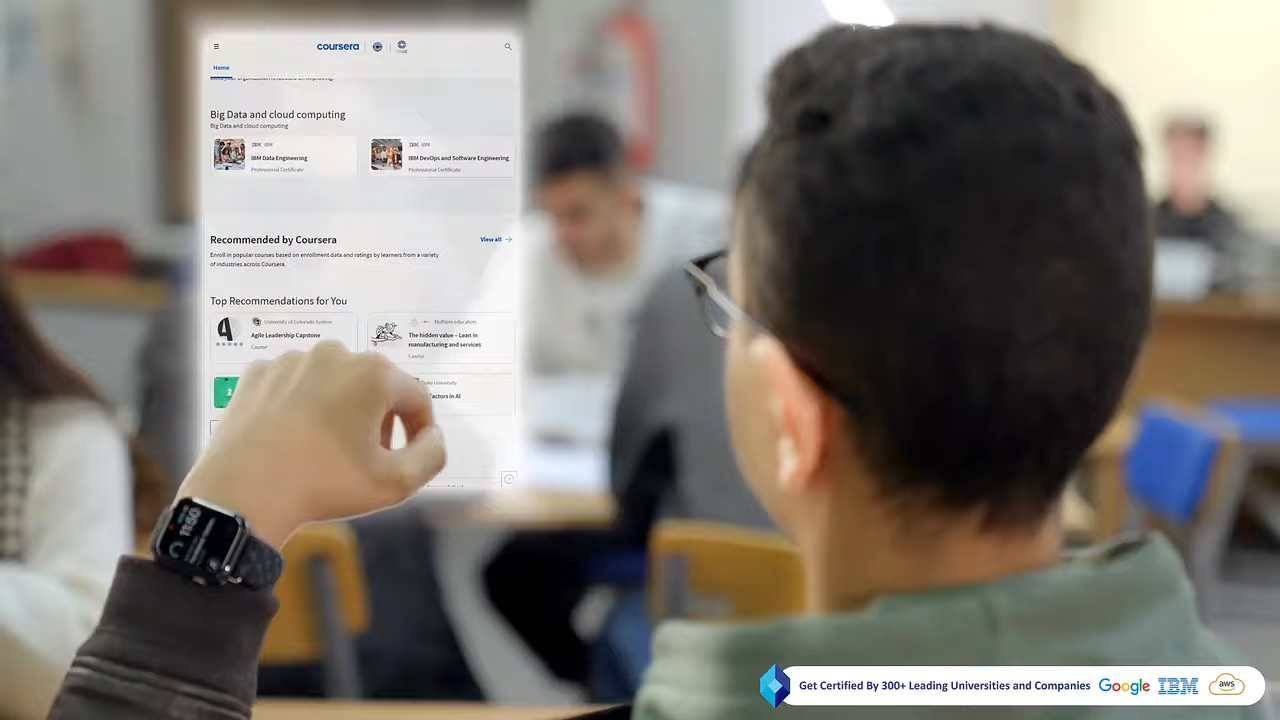 coursera
Home
Big Data and cloud computing
Big Data and cloud computing
IBM IBM
IBM Data Engineering
Professional Certificate
IBM IBM
IBM DevOps and Software Engineering
Professional Certificate
Recommended by Coursera
View all
Enroll in popular courses based on enrollment data and ratings by learners from a variety
of industries across Coursera.
Top Recommendations for You
University of Colorado System
Agile Leadership Capstone
Course
Multiple educators
The hidden value – Lean in
manufacturing and services
Course
University
Factors in AI
11:50
Get Certified By 300+ Leading Universities and Companies
Google
IBM
aws